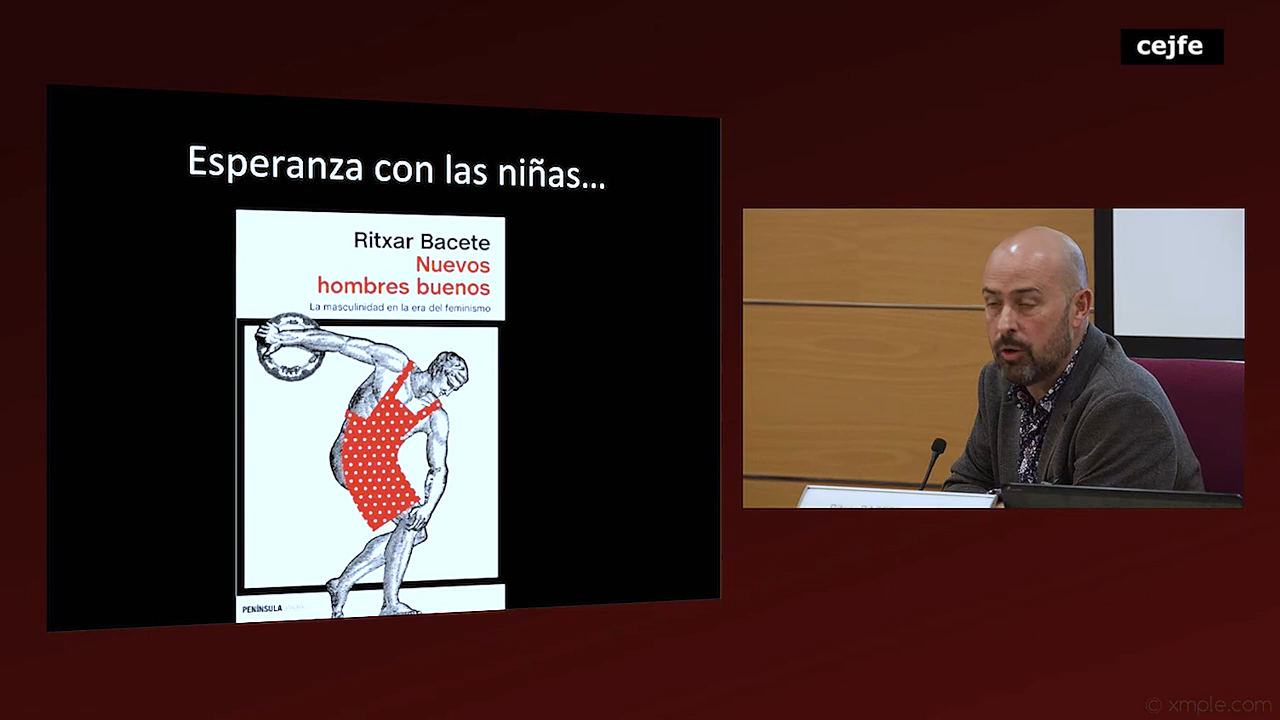 cejfe
Esperanza con las niñas...
Ritxar Bacete
Nuevos
hombres buenos
La masculinidad en la era del feminismo
PENÍNSULA
© xmple.com